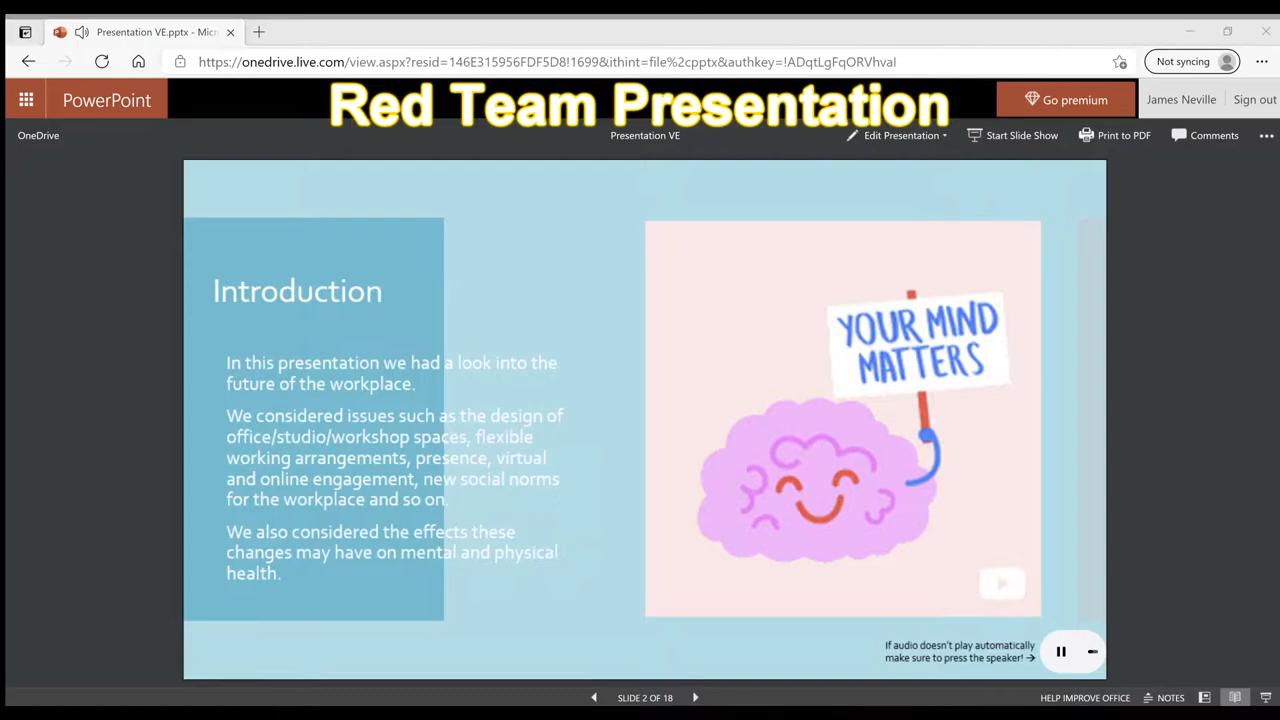 Presentation VE.pptx - Micr
https://onedrive.live.com/view.aspx?resid=146E315956FDF5D8!1699&ithint=file%2cpptx&authkey=!ADqtLgFqORVhvaI
Not syncing
PowerPoint
Red Team Presentation
Go premium
James Neville
Sign out
OneDrive
Presentation VE
Edit Presentation
Start Slide Show
Print to PDF
Comments
Introduction
In this presentation we had a look into the
future of the workplace.
We considered issues such as the design of
office/studio/workshop spaces, flexible
working arrangements, presence, virtual
and online engagement, new social norms
for the workplace and so on.
We also considered the effects these
changes may have on mental and physical
health.
YOUR MIND
MATTERS
If audio doesn't play automatically
make sure to press the speaker! →
SLIDE 2 OF 18
HELP IMPROVE OFFICE
NOTES